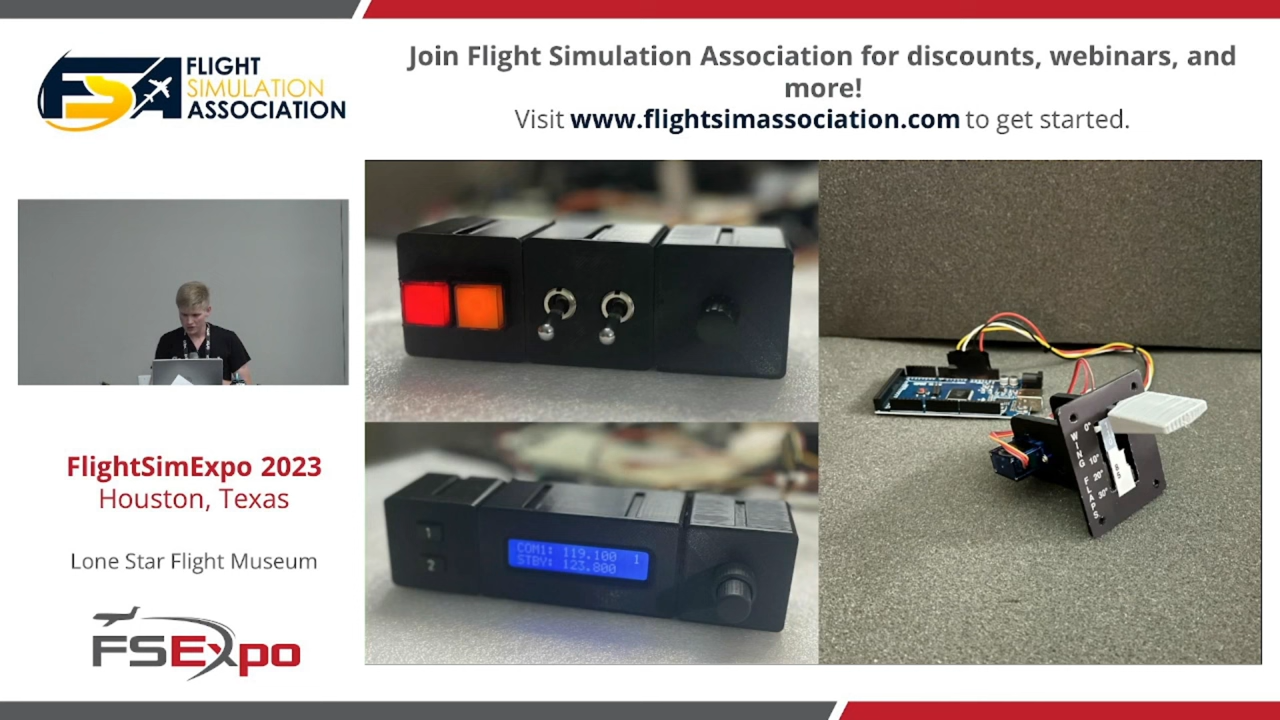 FLIGHT
SIMULATION
ASSOCIATION
Join Flight Simulation Association for discounts, webinars, and
more!
Visit www.flightsimassociation.com to get started.
FlightSimExpo 2023
Houston, Texas
Lone Star Flight Museum
FSExpo
1
2
COM1: 119.100 1
STBY: 123.800
WING FLAPS
0°
10°
20°
30°